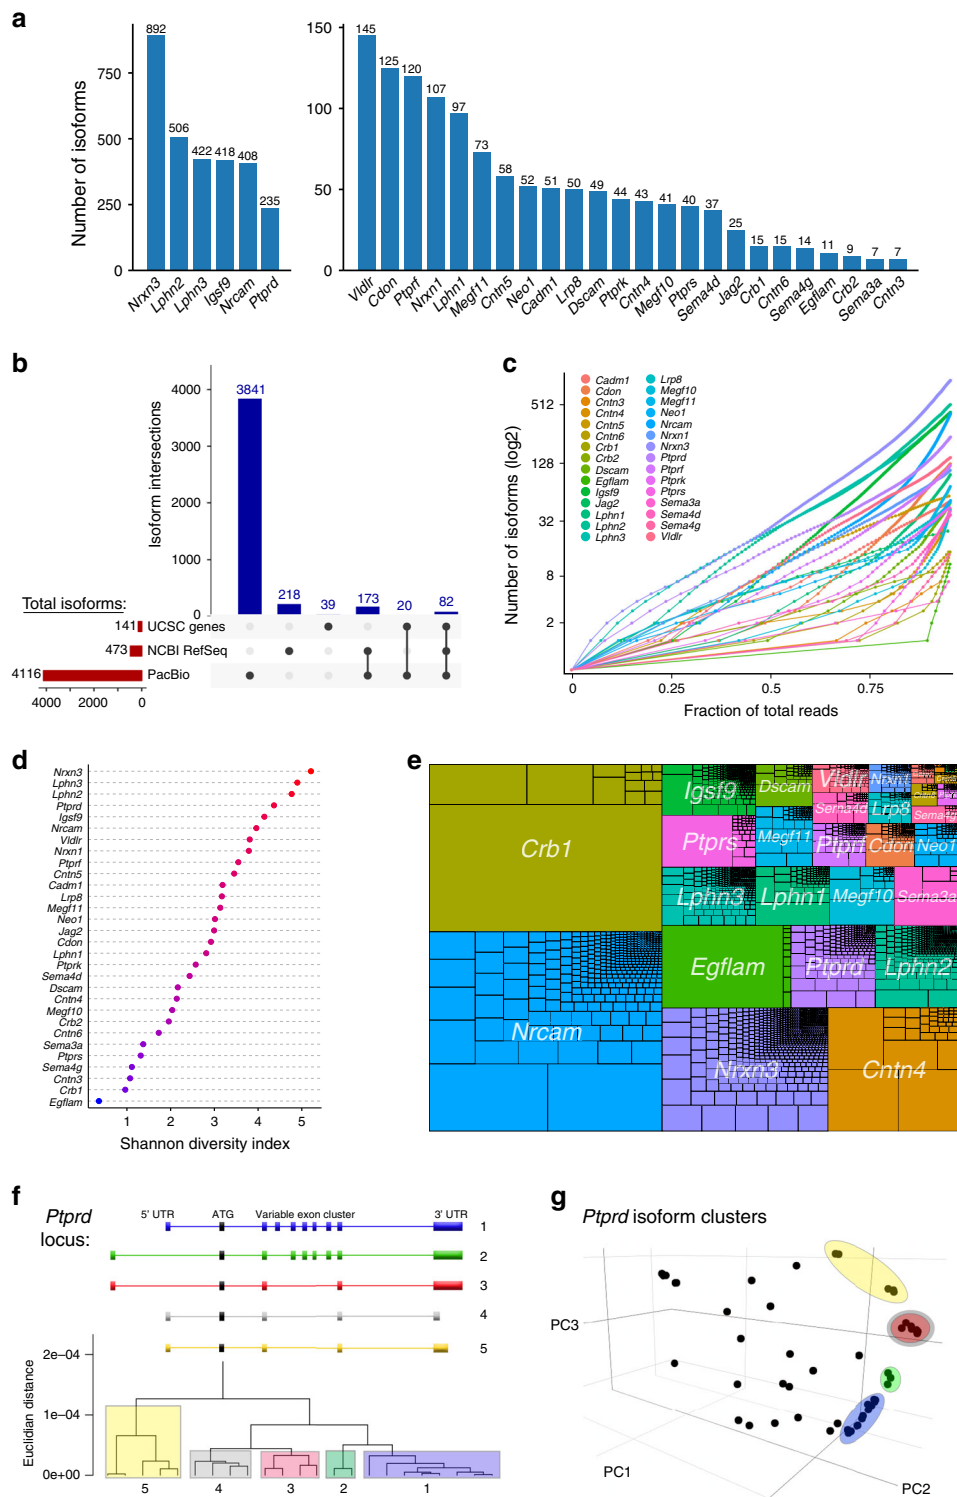 a
Number of isoforms
750
500
250
0
892
506
422
418
408
235
Nrxn3
Lphn2
Lphn3
Igsf9
Nrcam
Ptprd
150
100
50
0
145
125
120
107
97
73
58
52
51
50
49
44
43
41
40
37
25
15
15
14
11
9
7
7
Vldlr
Cdon
Ptprf
Nrxn1
Lphn1
Megf11
Cntn5
Neo1
Cadm1
Lrp8
Dscam
Ptprk
Cntn4
Megf10
Ptprs
Sema4d
Jag2
Crb1
Cntn6
Sema4g
Egflam
Crb2
Sema3a
Cntn3
b
Isoform intersections
4000
3000
2000
1000
0
3841
218
39
173
20
82
Total isoforms:
141 UCSC genes
473 NCBI RefSeq
4116 PacBio
4000 2000 0
c
Number of isoforms (log2)
512
128
32
8
2
Cadm1
Cdon
Cntn3
Cntn4
Cntn5
Cntn6
Crb1
Crb2
Dscam
Egflam
Igsf9
Jag2
Lphn1
Lphn2
Lphn3
Lrp8
Megf10
Megf11
Neo1
Nrcam
Nrxn1
Nrxn3
Ptprd
Ptprf
Ptprk
Ptprs
Sema3a
Sema4d
Sema4g
Vldlr
0 0.25 0.5 0.75
Fraction of total reads
d
Nrxn3
Lphn3
Lphn2
Ptprd
Igsf9
Nrcam
Vldlr
Nrxn1
Ptprf
Cntn5
Cadm1
Lrp8
Megf11
Neo1
Jag2
Cdon
Lphn1
Ptprk
Sema4d
Dscam
Cntn4
Megf10
Crb2
Cntn6
Sema3a
Ptprs
Sema4g
Cntn3
Crb1
Egflam
1 2 3 4 5
Shannon diversity index
e
Crb1
Nrcam
Igsf9
Ptprs
Lphn3
Egflam
Nrxn3
Dscam
Megf11
Lphn1
Ptprd
Vldlr
Sema4d
Ptprf
Megf10
Lphn2
Cntn4
Nrxn1
Lrp8
Cdon
Sema3a
Sema4g
Neo1
f
Ptprd
locus:
5' UTR ATG Variable exon cluster 3' UTR
1
2
3
4
5
Euclidian distance
2e−04
1e−04
0e+00
5 4 3 2 1
g
Ptprd isoform clusters
PC3
PC1
PC2